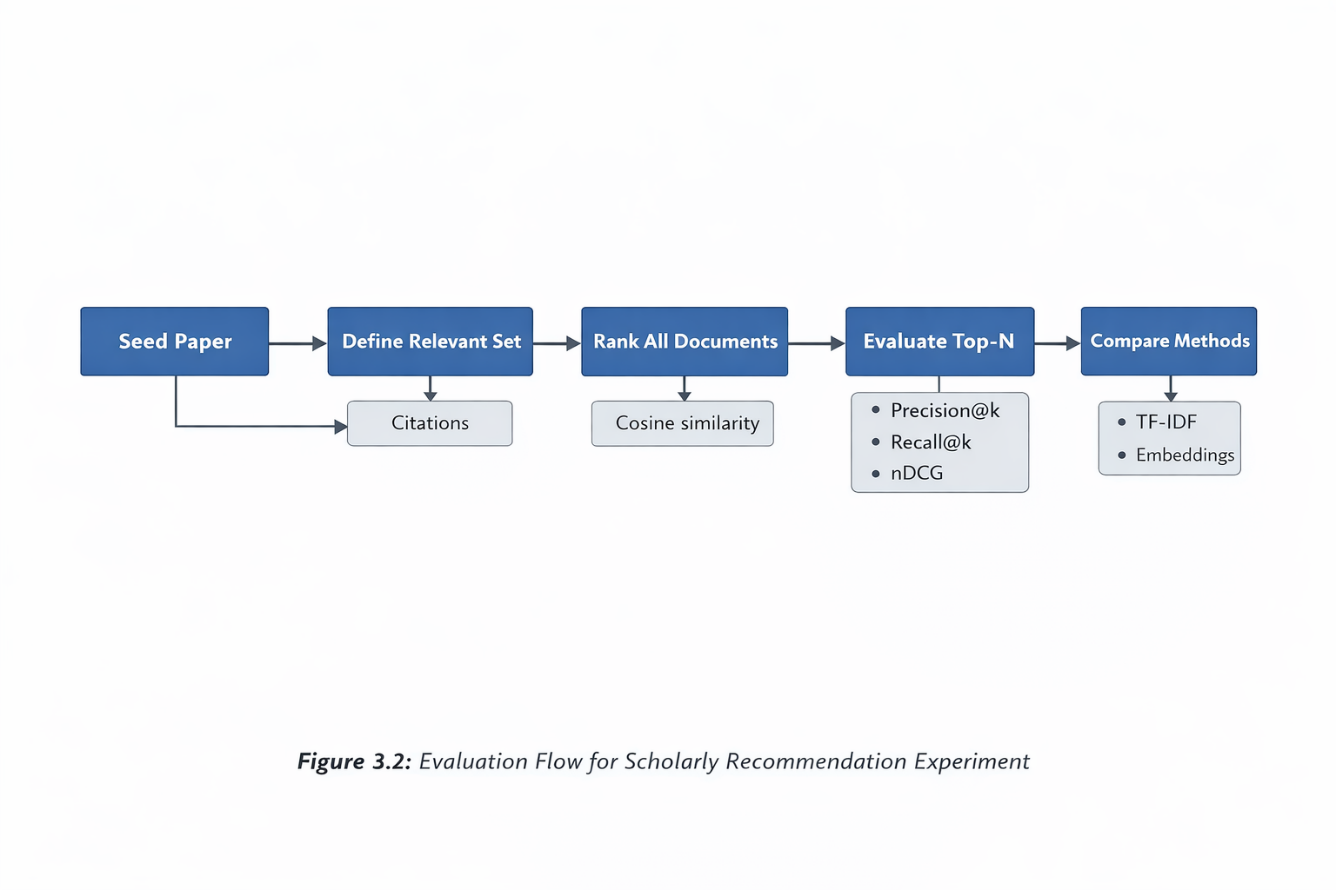 Seed Paper
Define Relevant Set
Rank All Documents
Evaluate Top-N
Compare Methods
Citations
Cosine similarity
• Precision@k
• Recall@k
• nDCG
• TF-IDF
• Embeddings
Figure 3.2: Evaluation Flow for Scholarly Recommendation Experiment